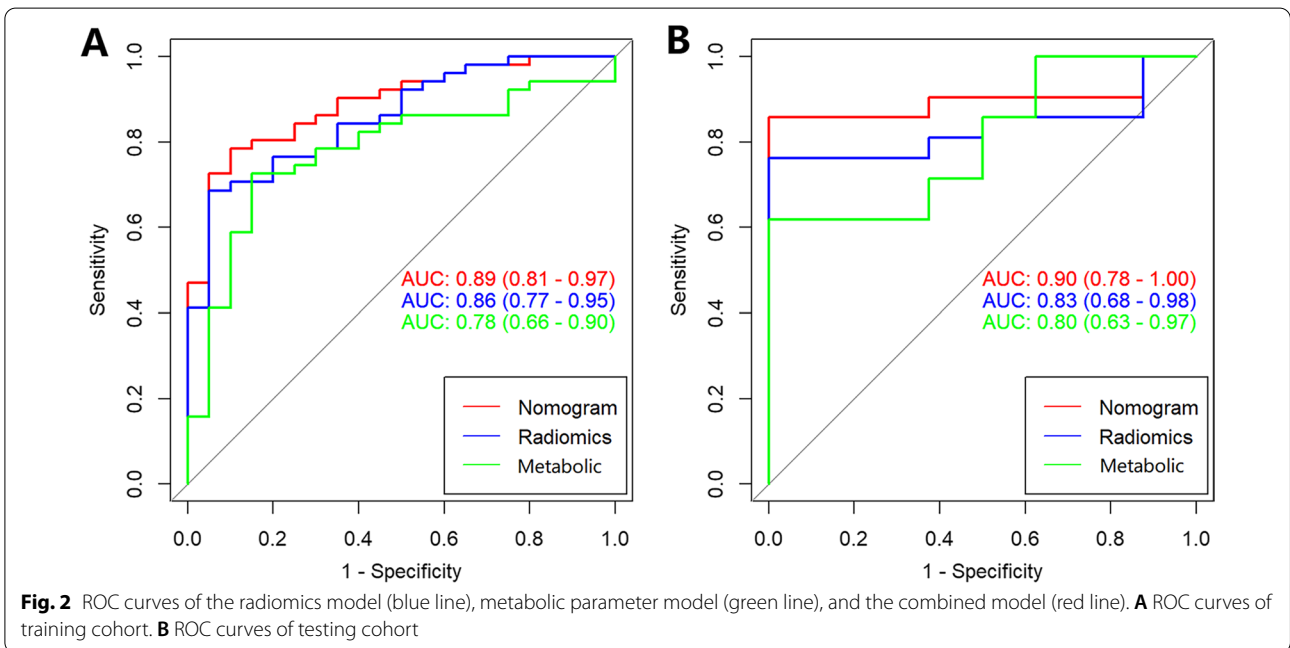 A
1.0
0.8
0.6
0.4
0.2
0.0
Sensitivity
AUC: 0.89 (0.81 - 0.97)
AUC: 0.86 (0.77 - 0.95)
AUC: 0.78 (0.66 - 0.90)
Nomogram
Radiomics
Metabolic
0.0 0.2 0.4 0.6 0.8 1.0
1 - Specificity
B
1.0
0.8
0.6
0.4
0.2
0.0
Sensitivity
AUC: 0.90 (0.78 - 1.00)
AUC: 0.83 (0.68 - 0.98)
AUC: 0.80 (0.63 - 0.97)
Nomogram
Radiomics
Metabolic
0.0 0.2 0.4 0.6 0.8 1.0
1 - Specificity
Fig. 2 ROC curves of the radiomics model (blue line), metabolic parameter model (green line), and the combined model (red line). A ROC curves of
training cohort. B ROC curves of testing cohort